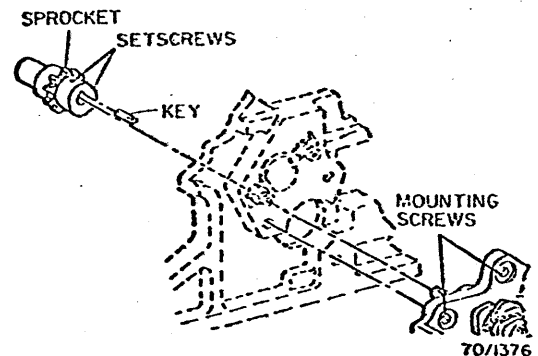 SPROCKET
SETSCREWS
KEY
MOUNTING
SCREWS
70/1376